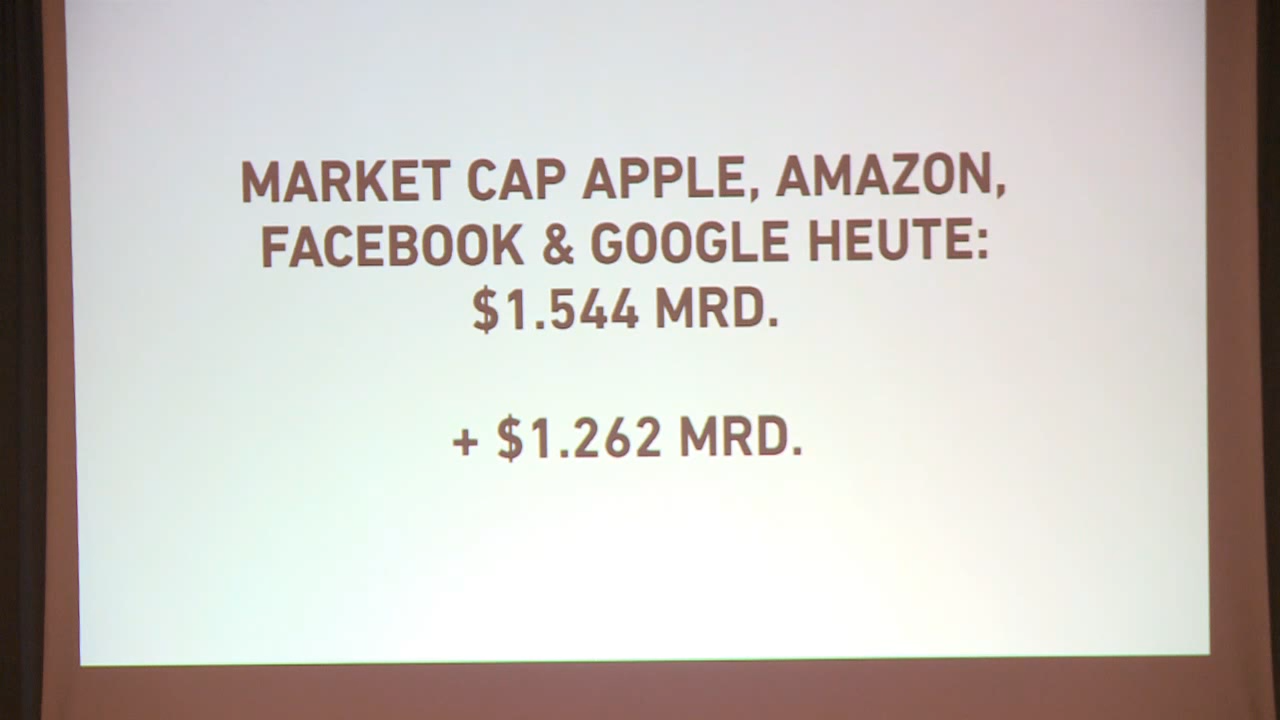 MARKET CAP APPLE, AMAZON,
FACEBOOK & GOOGLE HEUTE:
$1.544 MRD.
+ $1.262 MRD.